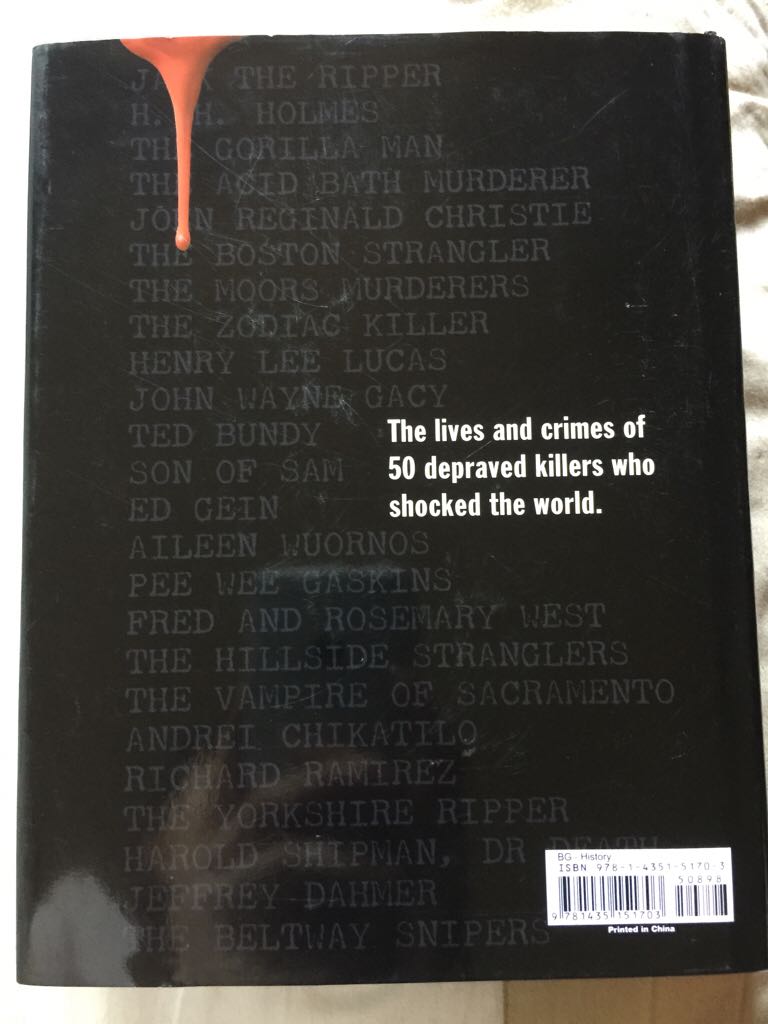 JACK THE RIPPER
H. H. HOLMES
THE GORILLA MAN
THE ACID BATH MURDERER
JOHN REGINALD CHRISTIE
THE BOSTON STRANGLER
THE MOORS MURDERERS
THE ZODIAC KILLER
HENRY LEE LUCAS
JOHN WAYNE GACY
TED BUNDY
SON OF SAM
ED GEIN
AILEEN WUORNOS
PEE WEE GASKINS
FRED AND ROSEMARY WEST
THE HILLSIDE STRANGLERS
THE VAMPIRE OF SACRAMENTO
ANDREI CHIKATILO
RICHARD RAMIREZ
THE YORKSHIRE RIPPER
HAROLD SHIPMAN, DR DEATH
JEFFREY DAHMER
THE BELTWAY SNIPERS
The lives and crimes of
50 depraved killers who
shocked the world.
BG - History
ISBN 978-1-4351-5170-3
50898
9 781435 151703
Printed in China